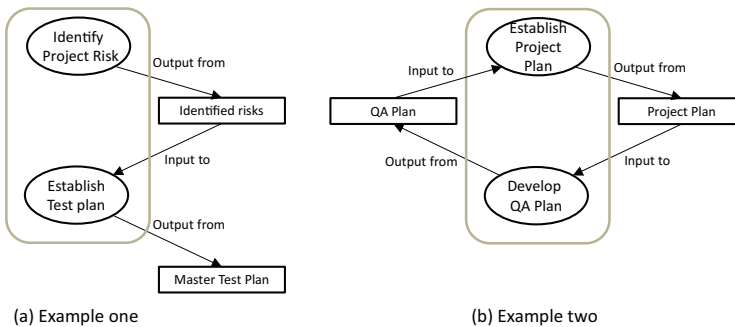 Identify
Project Risk
Output from
Identified risks
Input to
Establish
Test plan
Output from
Master Test Plan
(a) Example one
Establish
Project
Plan
Input to
Output from
QA Plan
Project Plan
Output from
Input to
Develop
QA Plan
(b) Example two